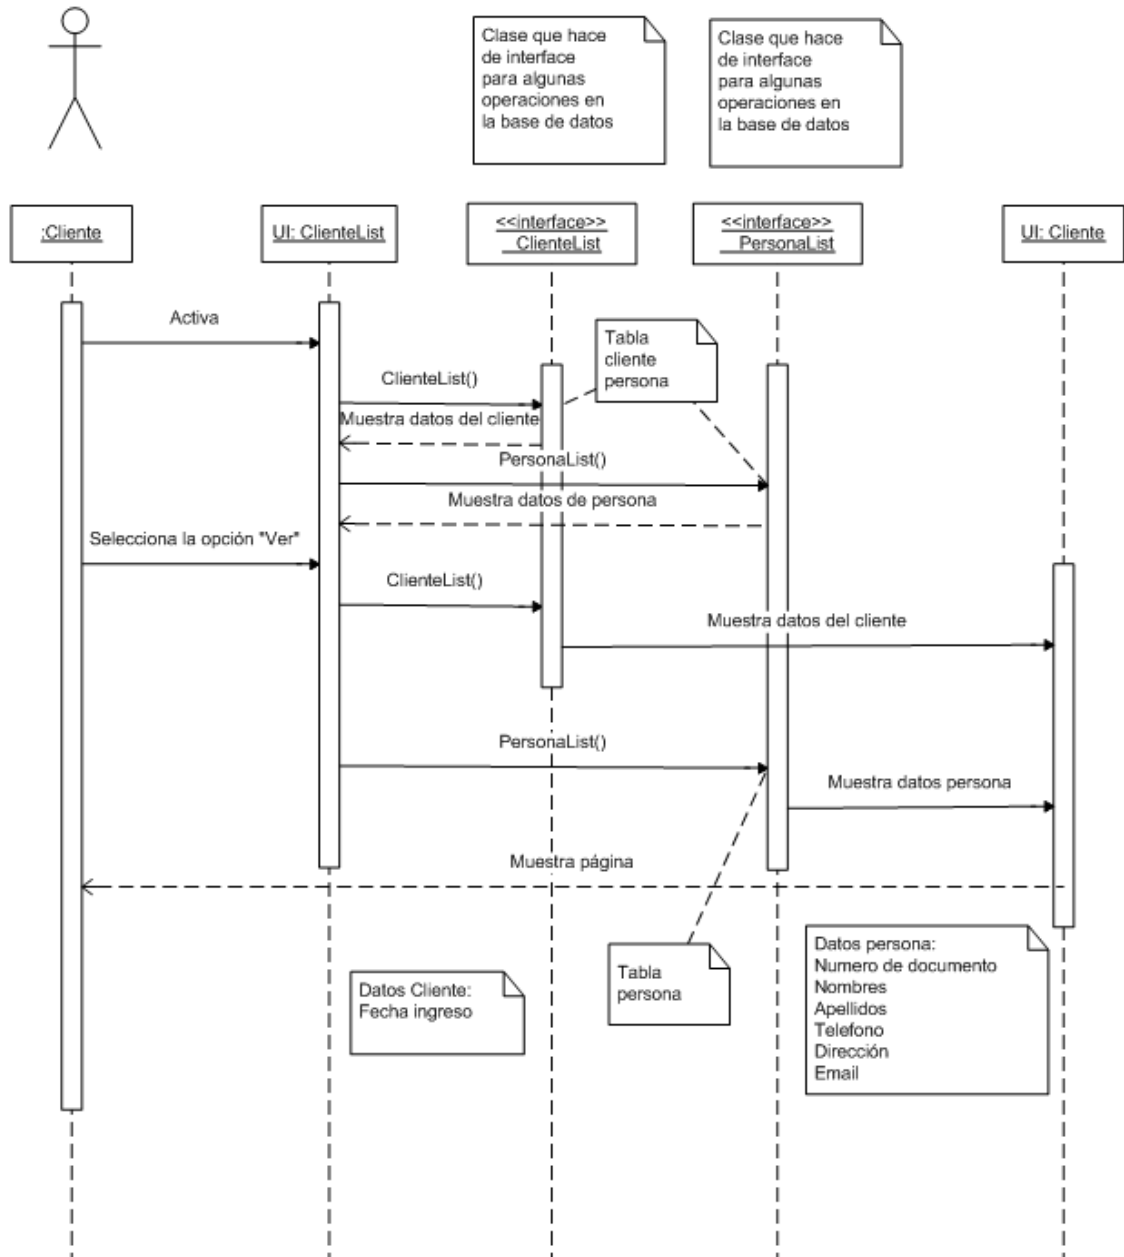 Clase que hace
de interface
para algunas
operaciones en
la base de datos
Clase que hace
de interface
para algunas
operaciones en
la base de datos
:Cliente
UI: ClienteList
<<interface>>
ClienteList
<<interface>>
PersonaList
UI: Cliente
Activa
Tabla
cliente
persona
ClienteList()
Muestra datos del cliente
PersonaList()
Muestra datos de persona
Selecciona la opción "Ver"
ClienteList()
Muestra datos del cliente
PersonaList()
Muestra datos persona
Muestra página
Datos Cliente:
Fecha ingreso
Tabla
persona
Datos persona:
Numero de documento
Nombres
Apellidos
Telefono
Dirección
Email